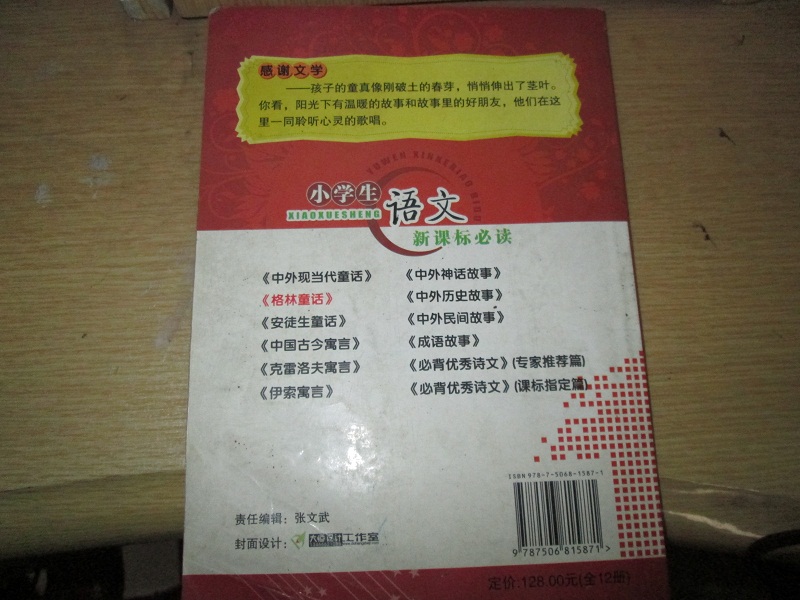 感谢文学
——孩子的童真像刚破土的春芽，悄悄伸出了茎叶。
你看，阳光下有温暖的故事和故事里的好朋友，他们在这
里一同聆听心灵的歌唱。
小学生
XIAOXUESHENG
语文
新课标必读
《中外现当代童话》
《格林童话》
《安徒生童话》
《中国古今寓言》
《克雷洛夫寓言》
《伊索寓言》
《中外神话故事》
《中外历史故事》
《中外民间故事》
《成语故事》
《必背优秀诗文》(专家推荐篇)
《必背优秀诗文》(课标指定篇)
ISBN 978-7-5068-1587-1
9 787506 815871 >
责任编辑：张文武
封面设计：
设计工作室
定价:128.00元(全12册)